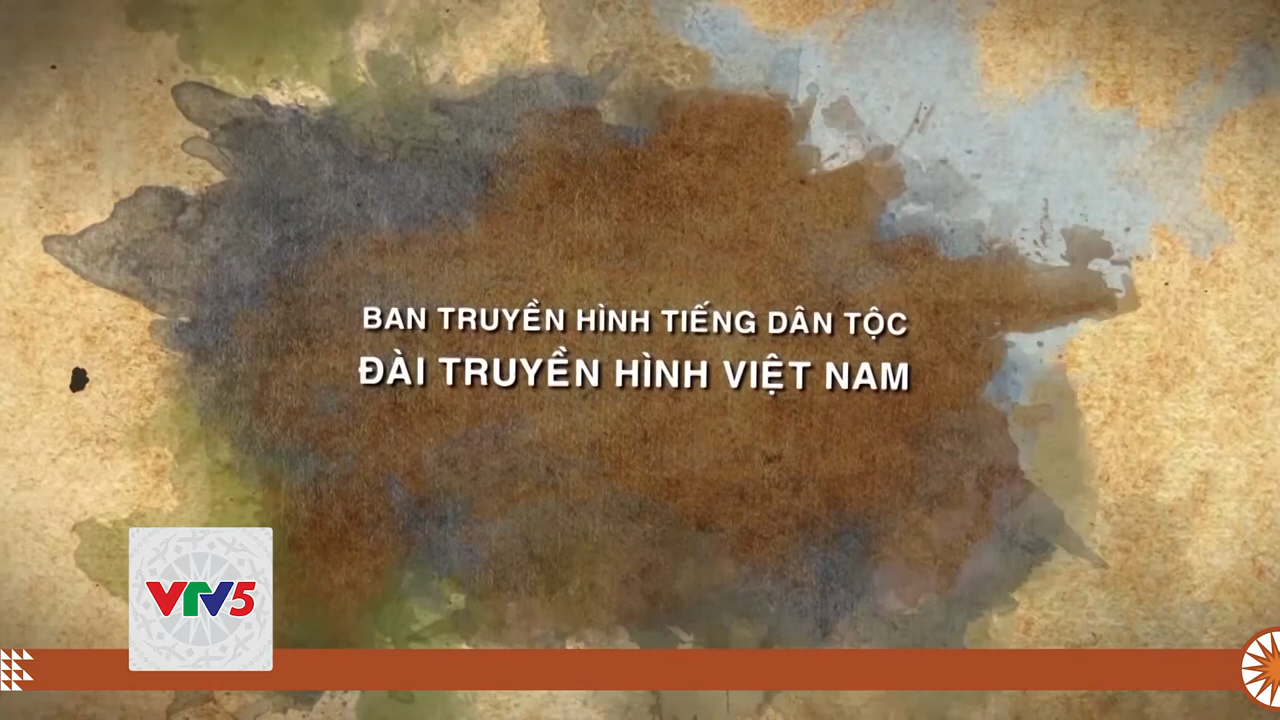 BAN TRUYỀN HÌNH TIẾNG DÂN TỘC
ĐÀI TRUYỀN HÌNH VIỆT NAM
VTV5